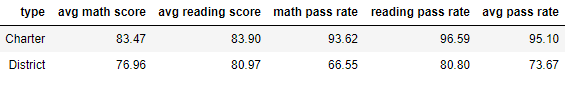 type avg math score avg reading score math pass rate reading pass rate avg pass rate
Charter 83.47 83.90 93.62 96.59 95.10
District 76.96 80.97 66.55 80.80 73.67